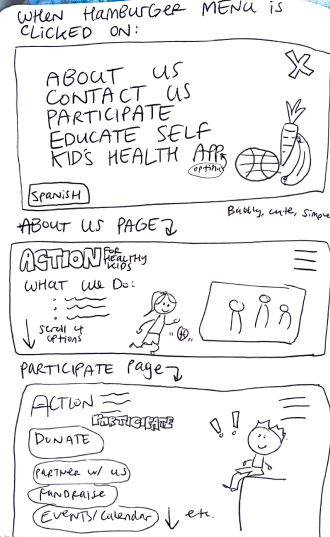 WHEN HAMBURGER MENU is
CLICKED ON:
X
ABOUT US
CONTACT US
PARTICIPATE
EDUCATE SELF
KID'S HEALTH APP
options
SPANISH
Bubbly, cute, simple
ABOUT US PAGE
ACTION FOR HEALTHY KIDS
WHAT WE DO:
Scroll 4
options
PARTICIPATE Page
ACTION
PARTICIPATE
!!
DONATE
PARTNER W/ US
FUNDRAISE
EVENTS/Calendar
etc.